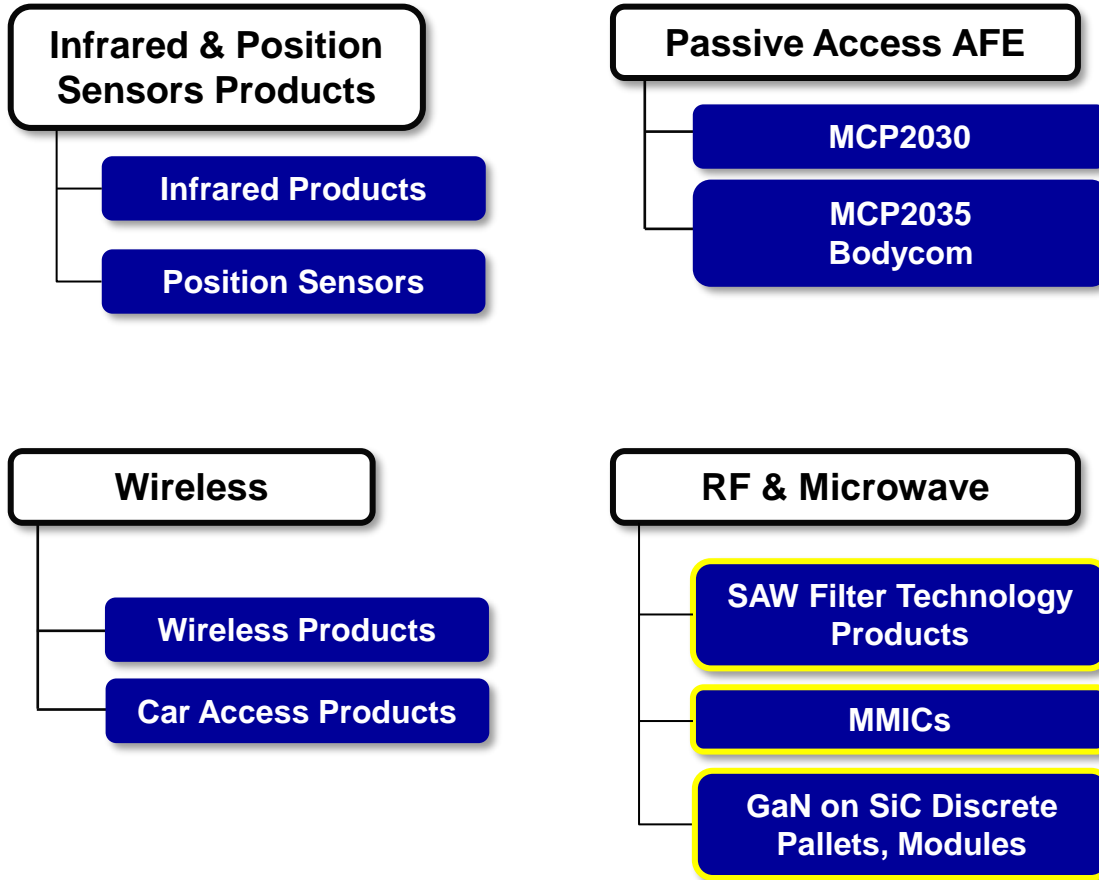 Infrared & Position
Sensors Products
Infrared Products
Position Sensors
Passive Access AFE
MCP2030
MCP2035
Bodycom
Wireless
Wireless Products
Car Access Products
RF & Microwave
SAW Filter Technology
Products
MMICs
GaN on SiC Discrete
Pallets, Modules